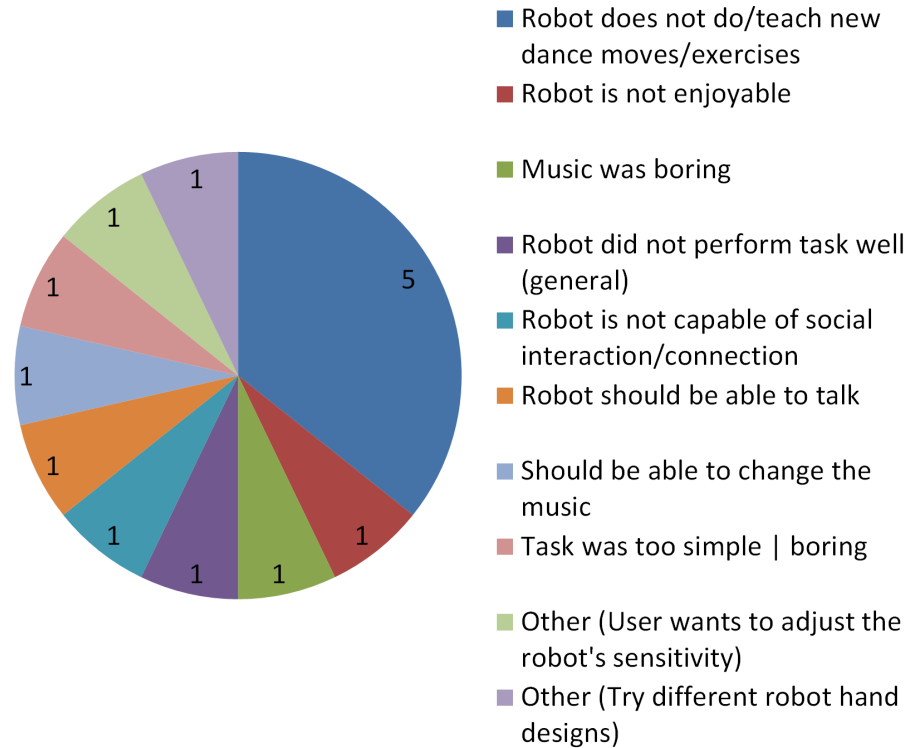 Robot does not do/teach new
dance moves/exercises
Robot is not enjoyable
Music was boring
Robot did not perform task well
(general)
Robot is not capable of social
interaction/connection
Robot should be able to talk
Should be able to change the
music
Task was too simple | boring
Other (User wants to adjust the
robot's sensitivity)
Other (Try different robot hand
designs)
5
1
1
1
1
1
1
1
1
1